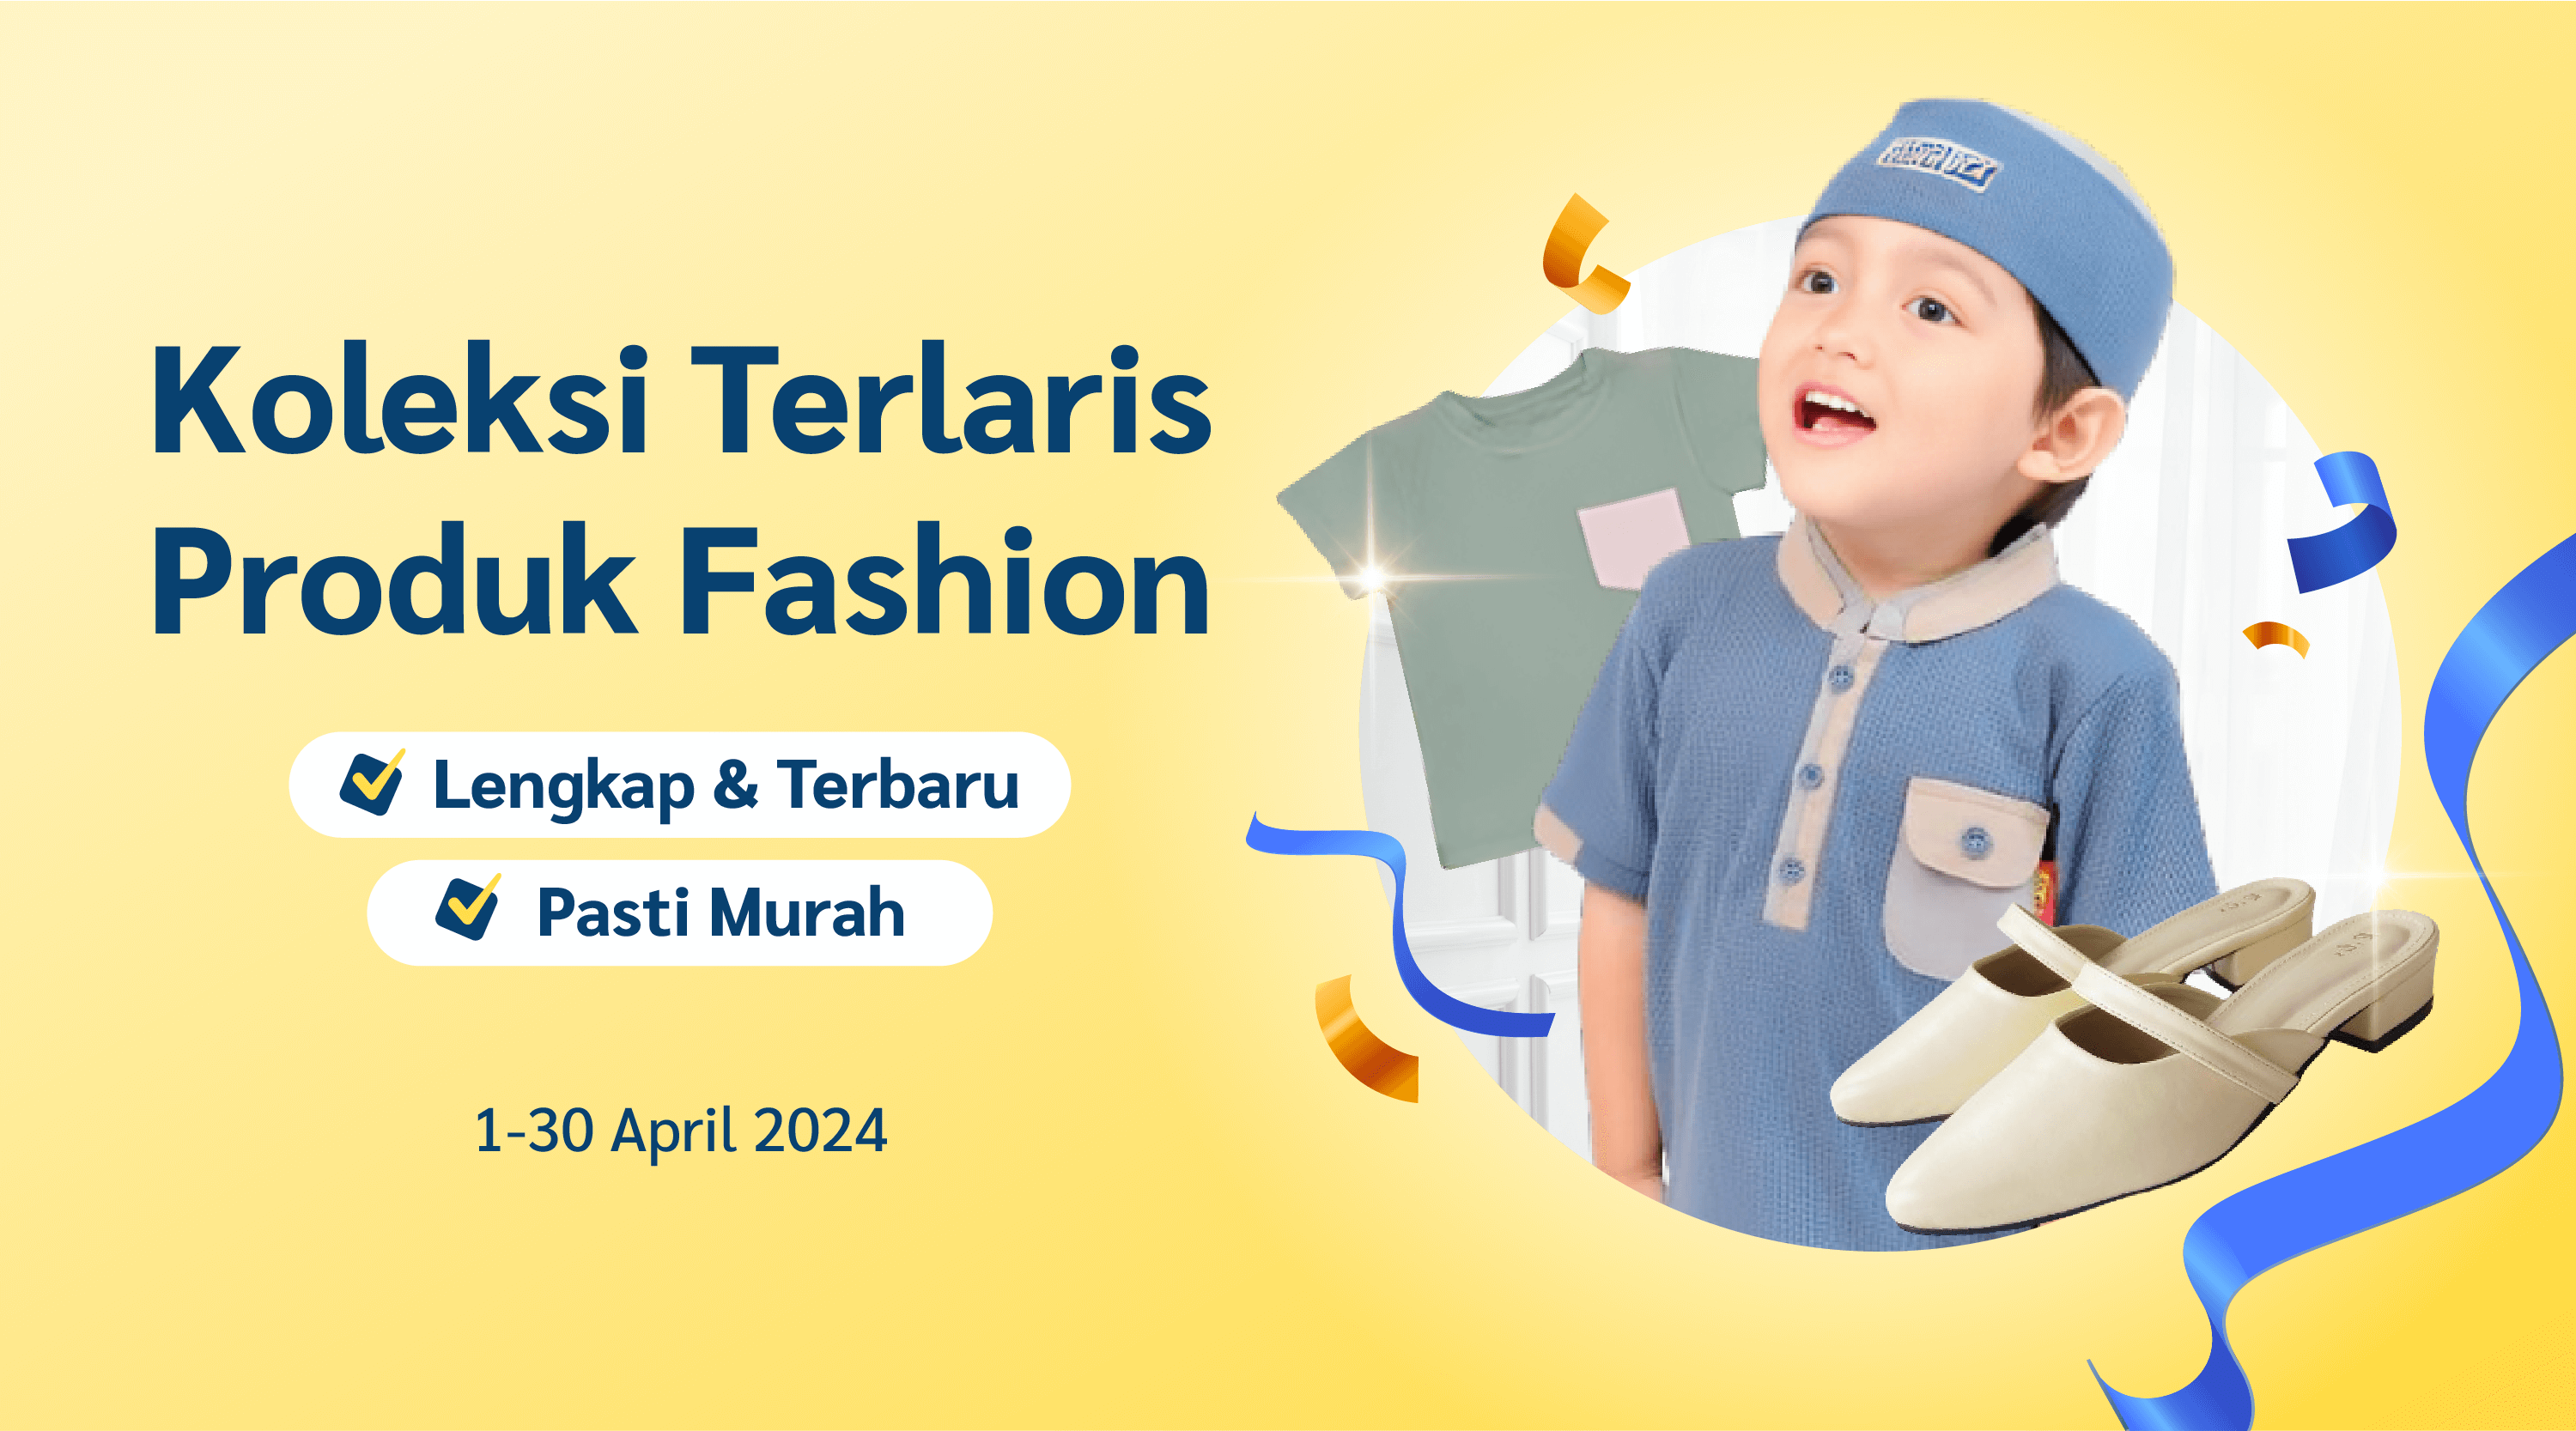 Koleksi Terlaris
Produk Fashion
Lengkap & Terbaru
Pasti Murah
1-30 April 2024